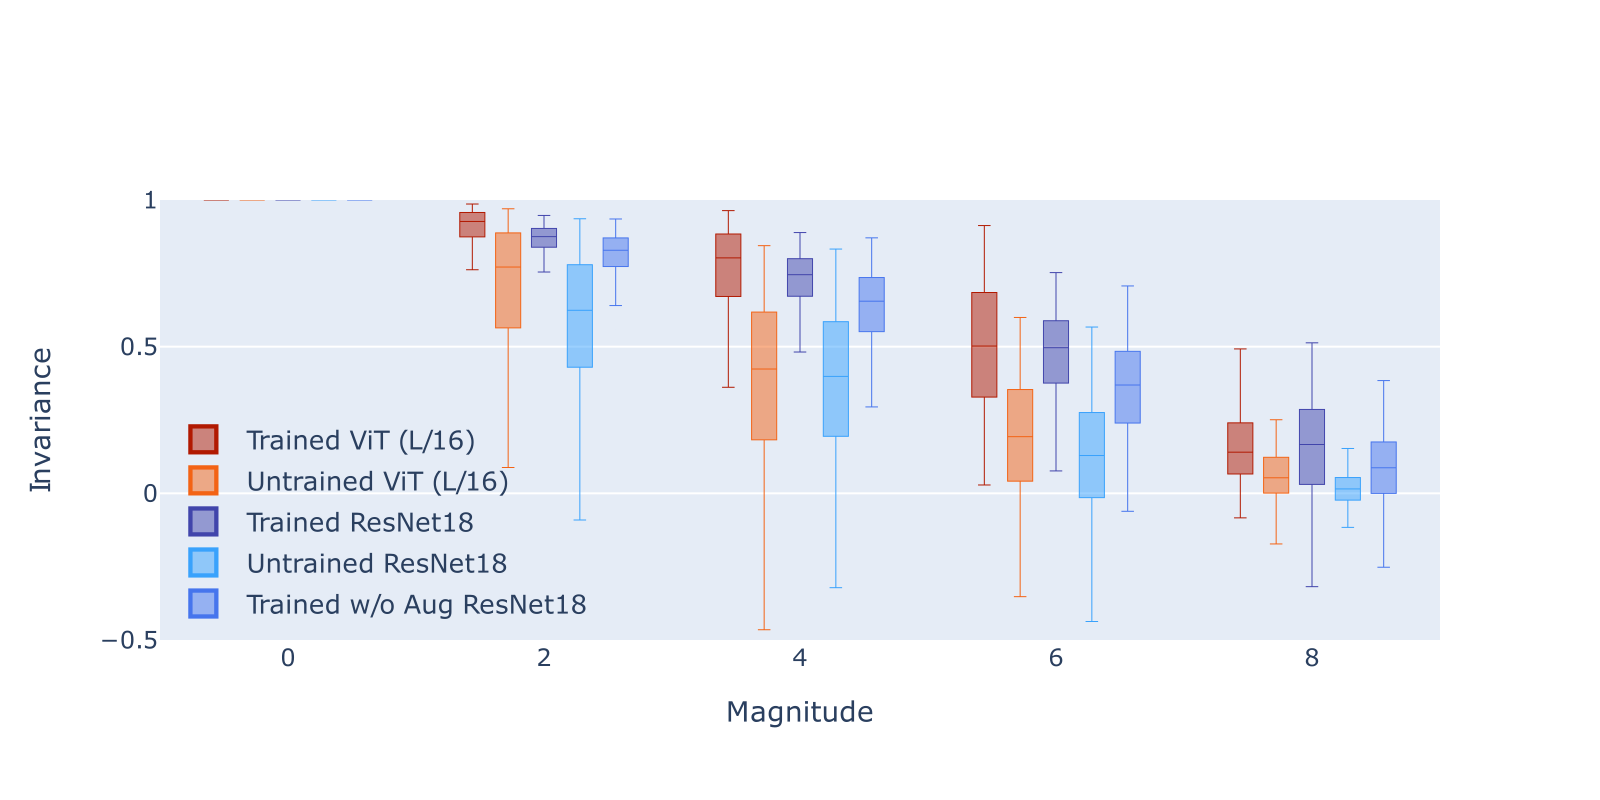 1
0.5
0
−0.5
Invariance
Trained ViT (L/16)
Untrained ViT (L/16)
Trained ResNet18
Untrained ResNet18
Trained w/o Aug ResNet18
0 2 4 6 8
Magnitude